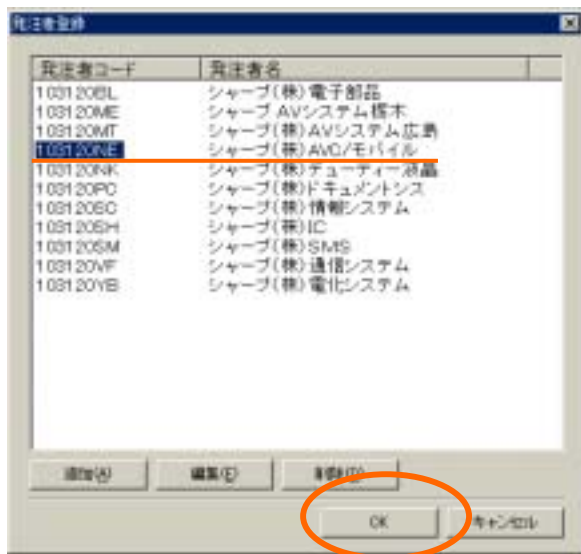 発注者登録
発注者コード 発注者名
103120BL シャープ(株)電子部品
103120ME シャープ AVシステム栃木
103120MT シャープ(株)AVシステム広島
103120NE シャープ(株)AVC/モバイル
103120NK シャープ(株)デューティー液晶
103120PC シャープ(株)ドキュメントシス
103120SC シャープ(株)情報システム
103120SH シャープ(株)IC
103120SM シャープ(株)SMS
103120VF シャープ(株)通信システム
103120YB シャープ(株)電化システム
追加(A) 編集(E) 削除(D)
OK キャンセル